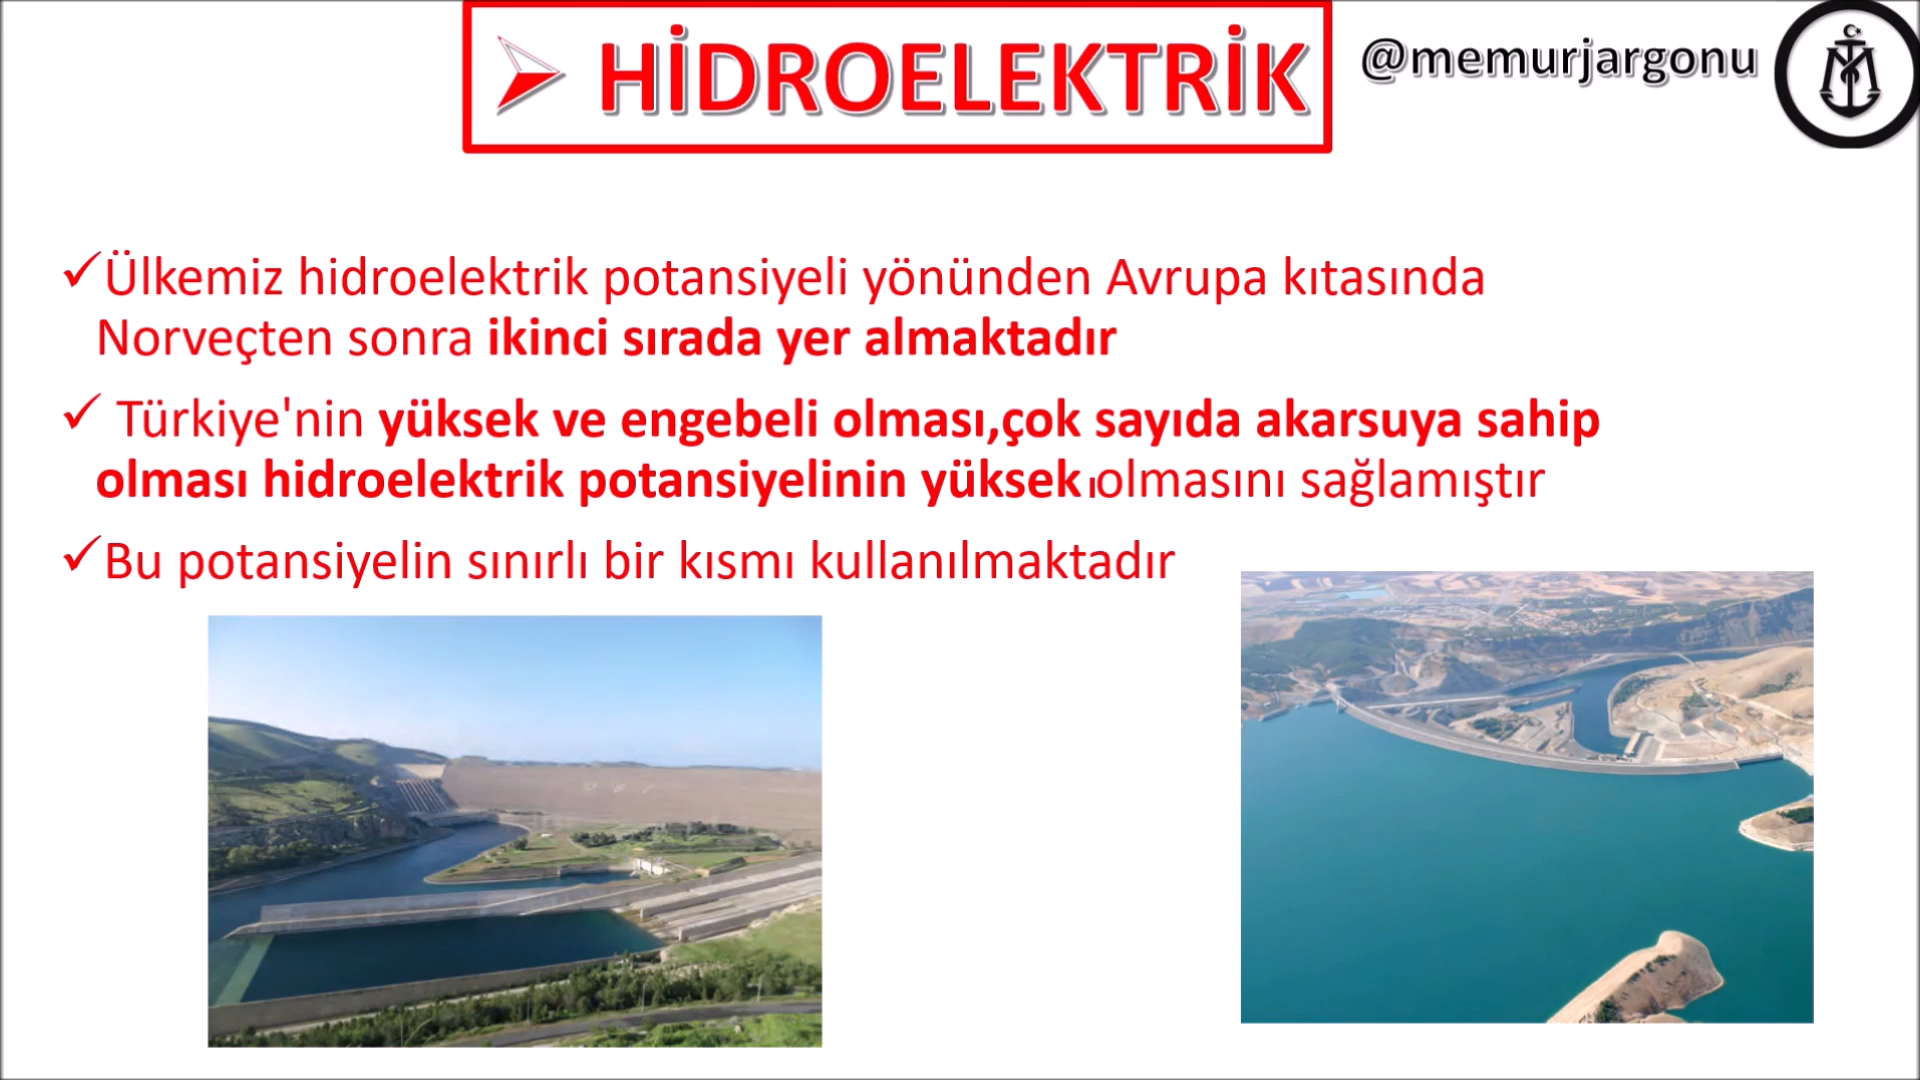 HİDROELEKTRİK
@memurjargonu
Ülkemiz hidroelektrik potansiyeli yönünden Avrupa kıtasında
Norveçten sonra ikinci sırada yer almaktadır
Türkiye'nin yüksek ve engebeli olması,çok sayıda akarsuya sahip
olması hidroelektrik potansiyelinin yüksek olmasını sağlamıştır
Bu potansiyelin sınırlı bir kısmı kullanılmaktadır